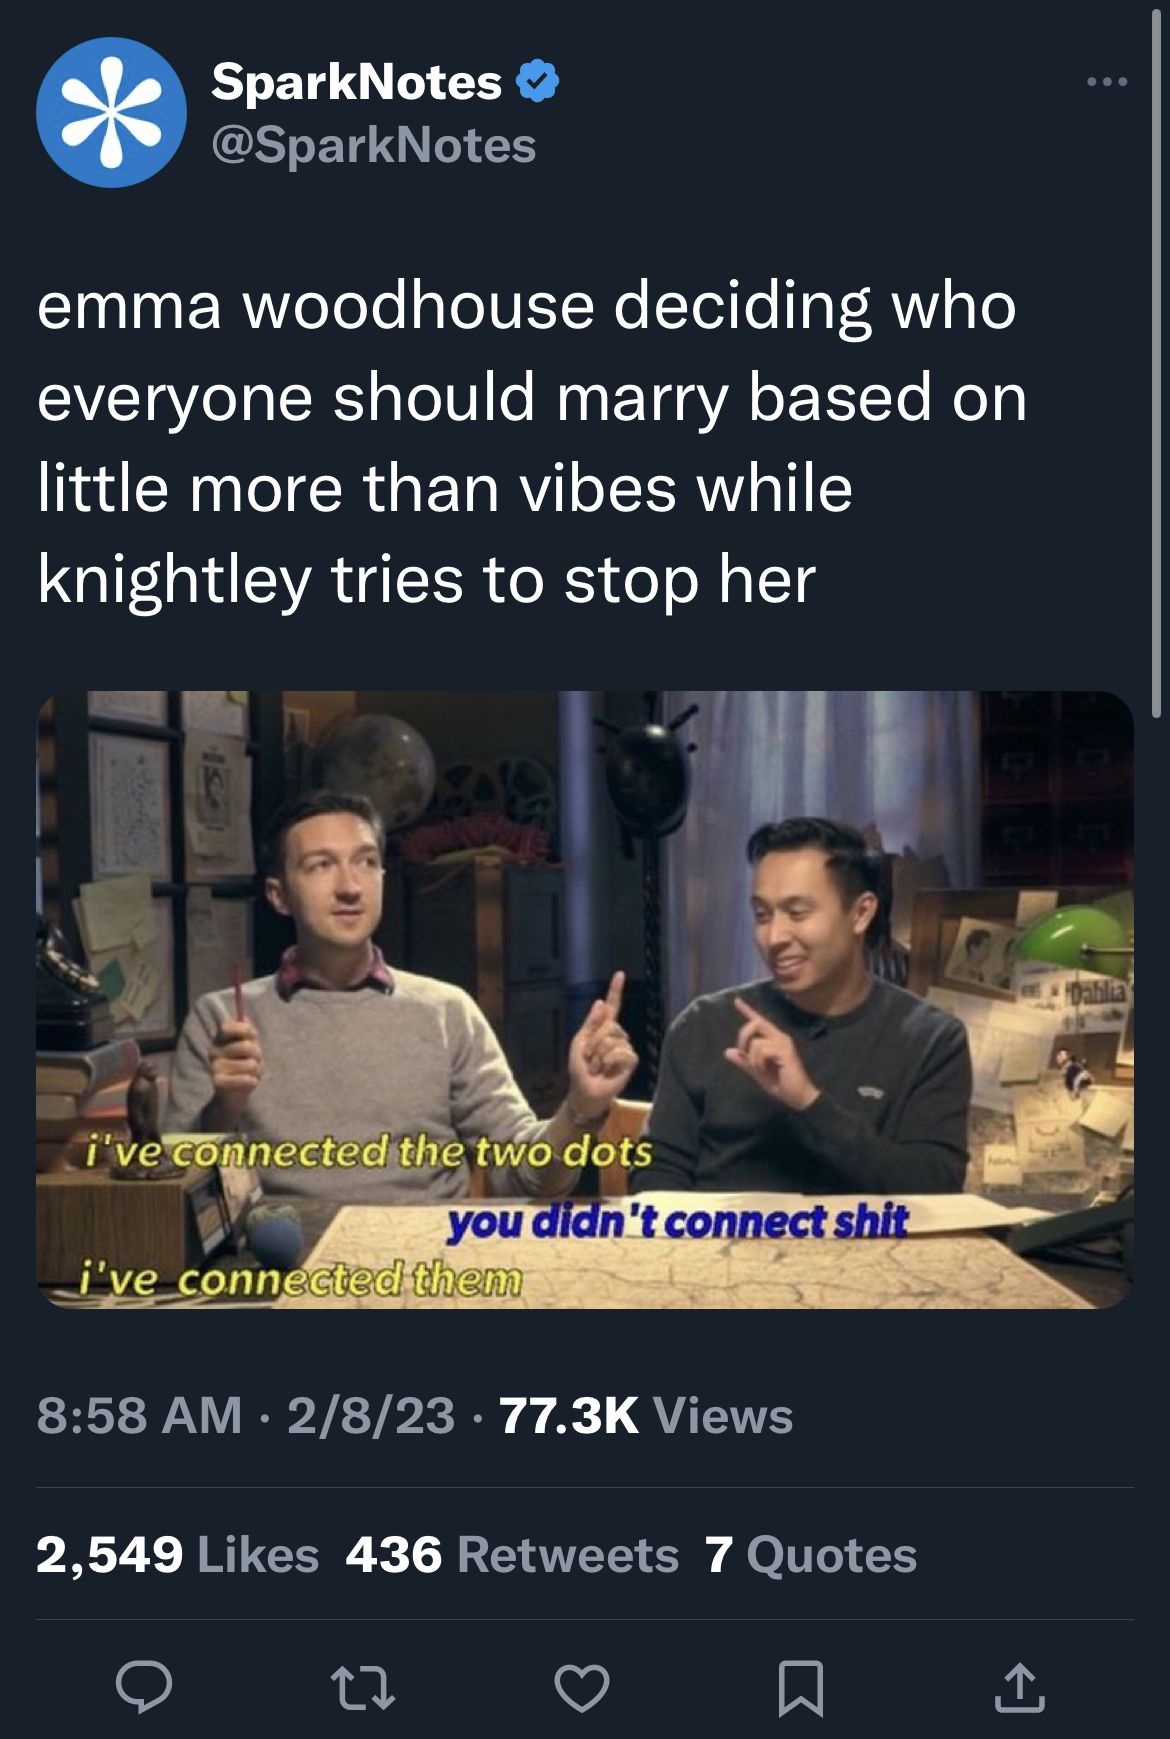 SparkNotes
@SparkNotes
emma woodhouse deciding who
everyone should marry based on
little more than vibes while
knightley tries to stop her
Dahlia
i've connected the two dots
you didn't connect shit
i've connected them
8:58 AM · 2/8/23 · 77.3K Views
2,549 Likes 436 Retweets 7 Quotes